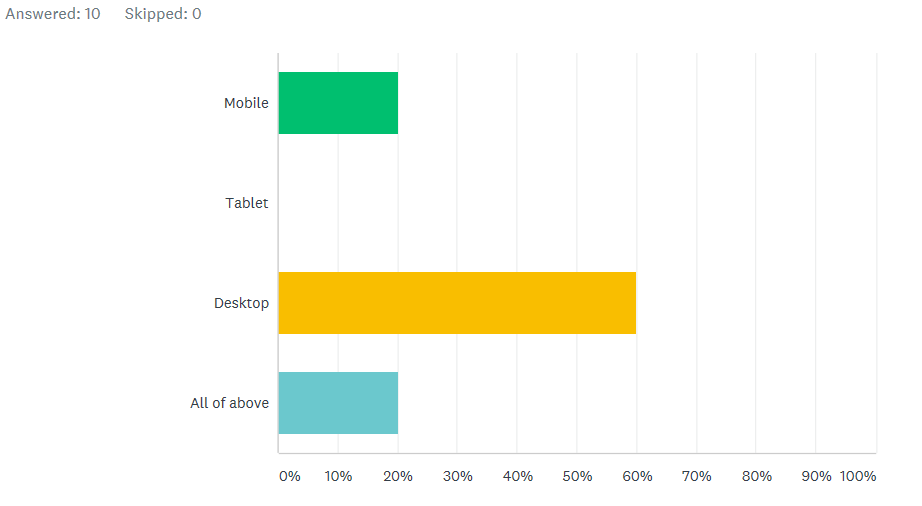 Answered: 10 Skipped: 0
Mobile
Tablet
Desktop
All of above
0% 10% 20% 30% 40% 50% 60% 70% 80% 90% 100%